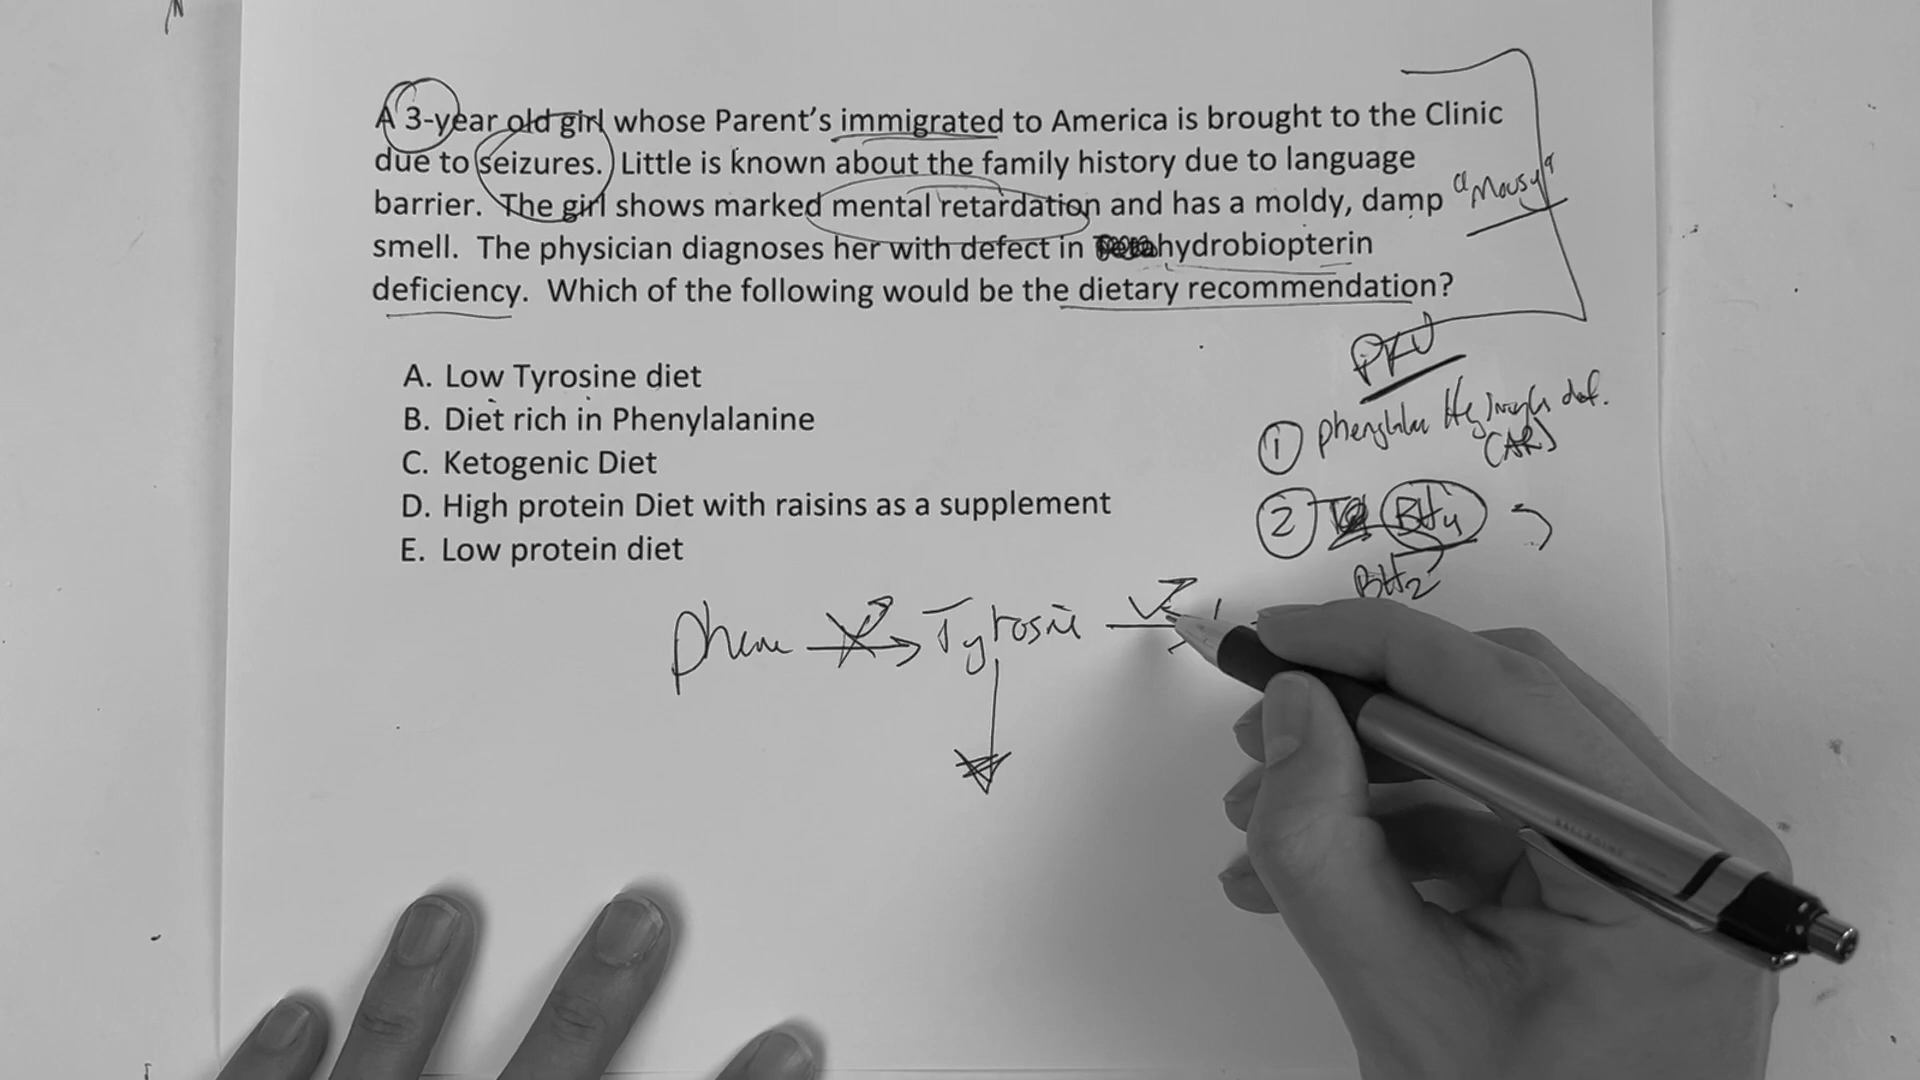 A 3-year old girl whose Parent's immigrated to America is brought to the Clinic
due to seizures. Little is known about the family history due to language
barrier. The girl shows marked mental retardation and has a moldy, damp "Mousy"
smell. The physician diagnoses her with defect in hydrobiopterin
deficiency. Which of the following would be the dietary recommendation?
PKU
A. Low Tyrosine diet
B. Diet rich in Phenylalanine
C. Ketogenic Diet
D. High protein Diet with raisins as a supplement
E. Low protein diet
① def.
(AR)
② BH4
BH2
Phene Tyrosine